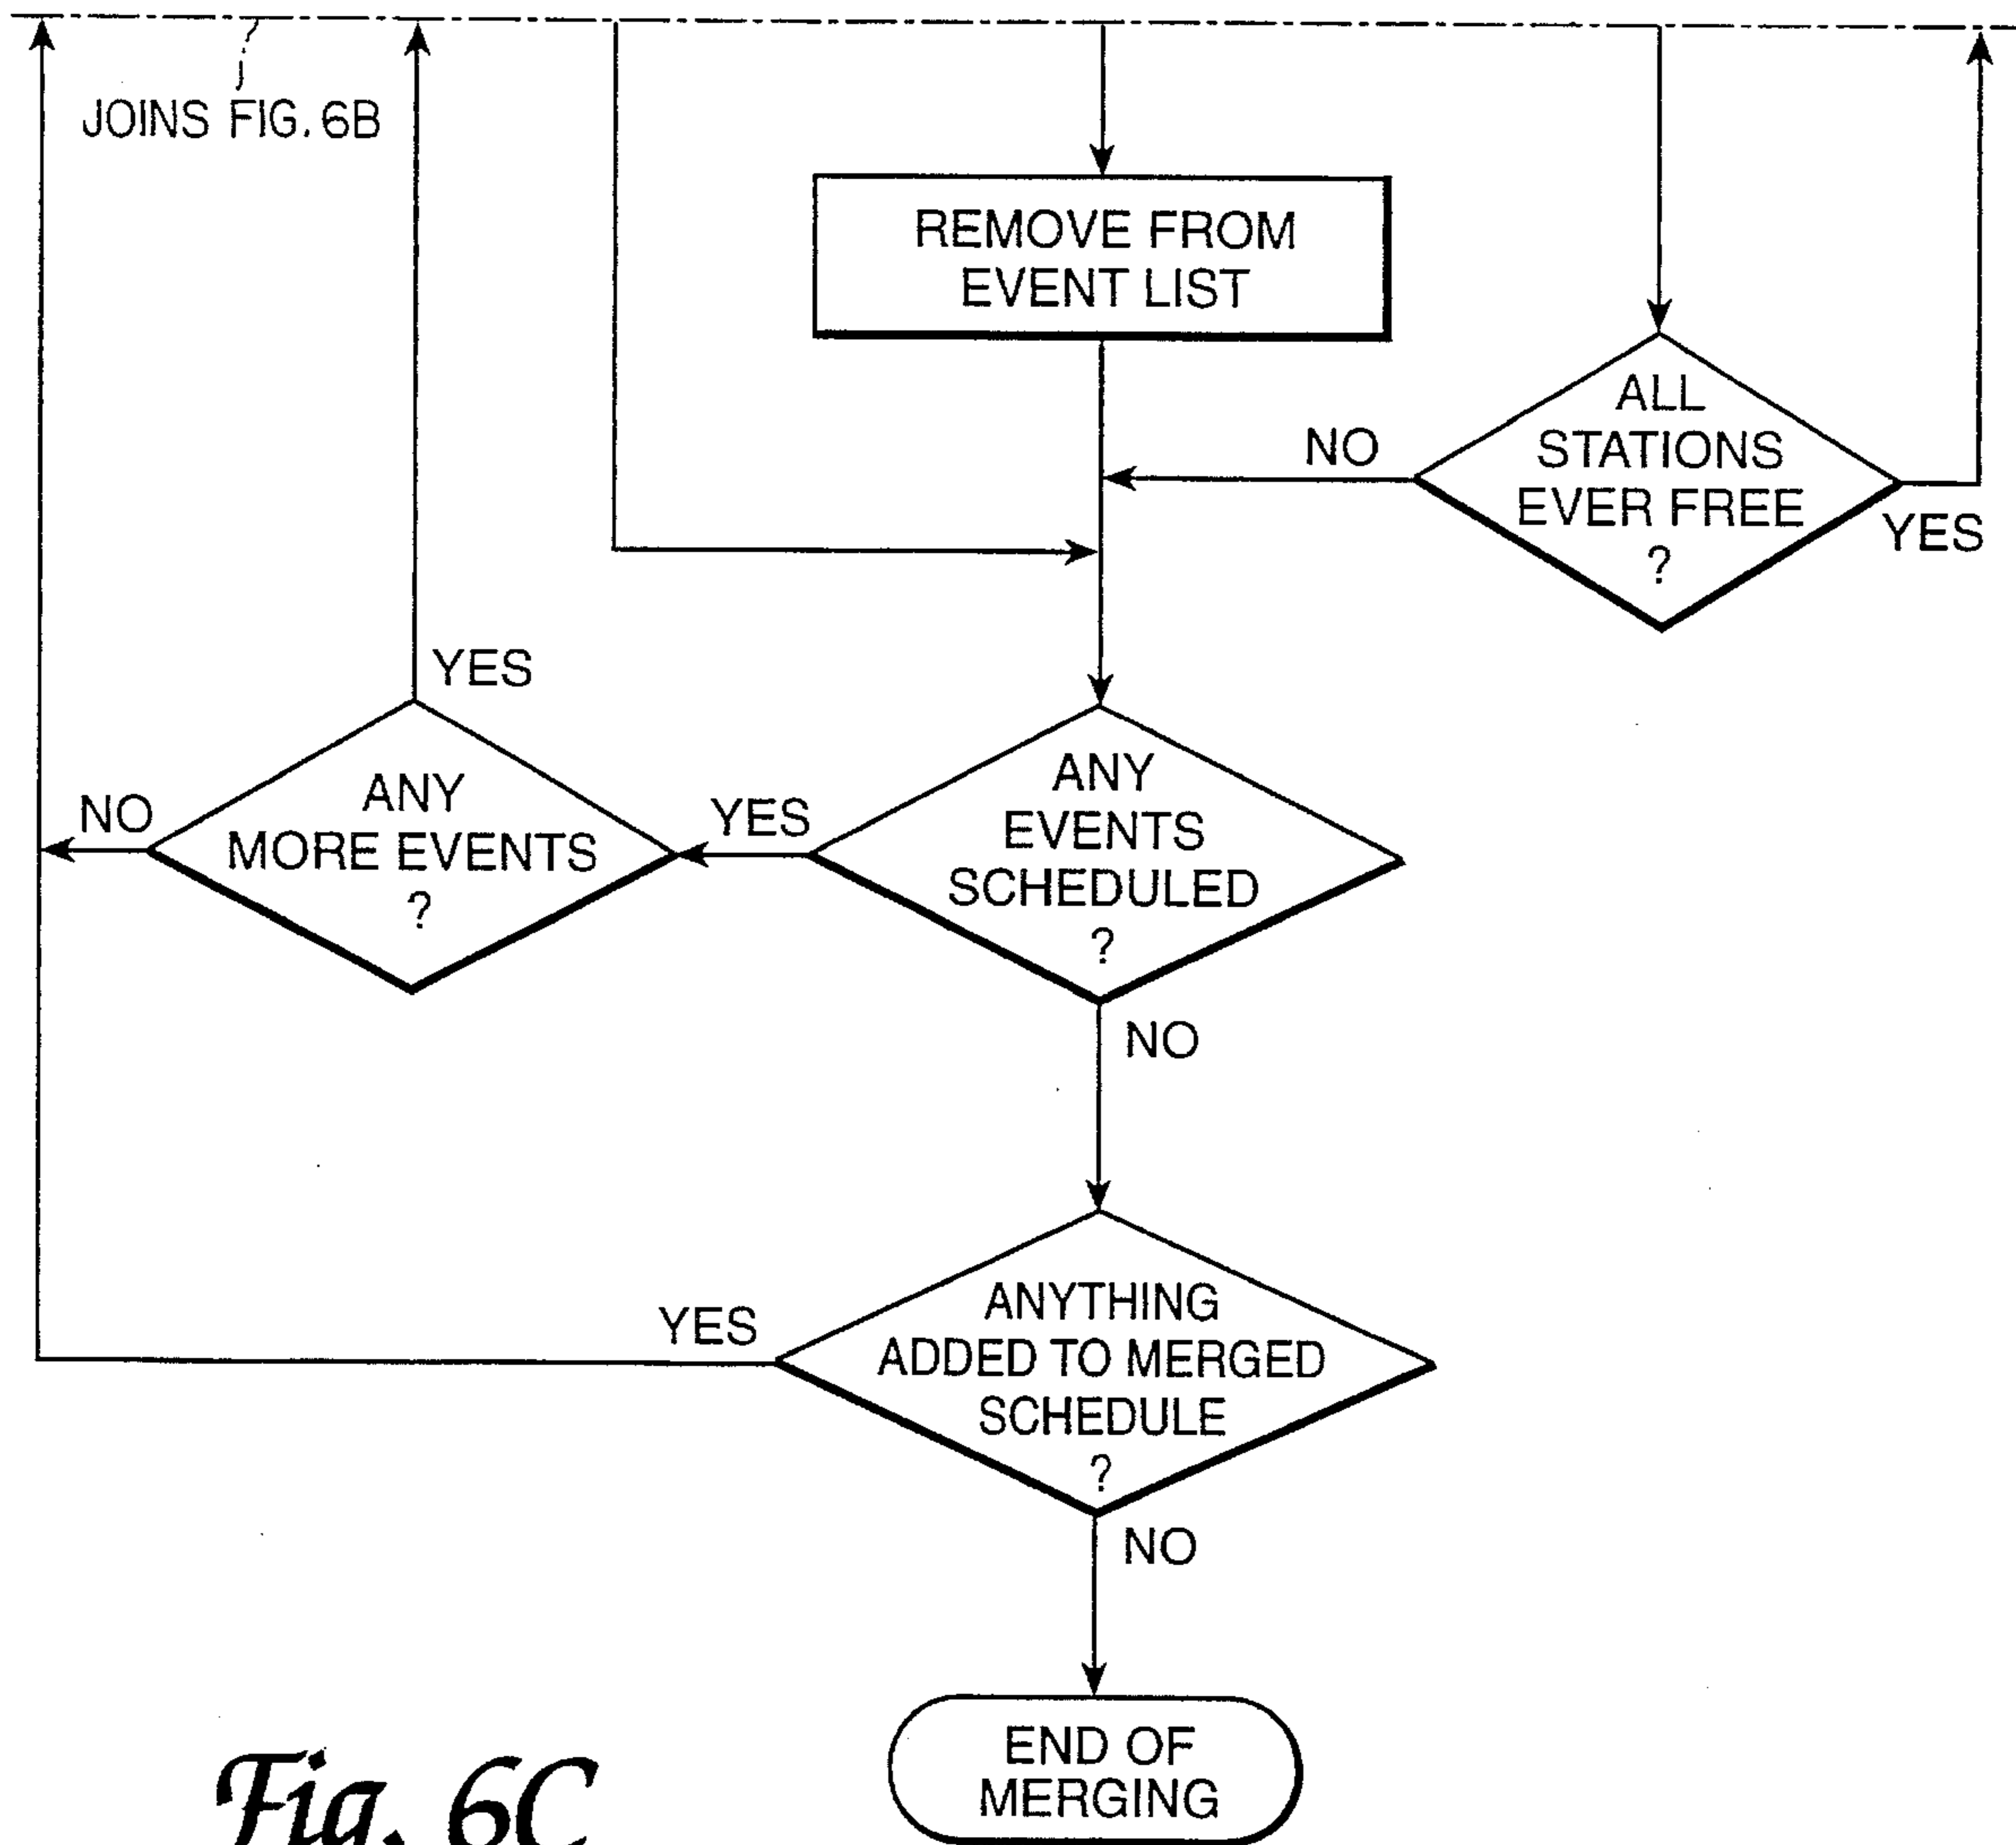 JOINS FIG. 6B
REMOVE FROM
EVENT LIST
ALL
STATIONS
EVER FREE
?
NO
YES
YES
ANY
MORE EVENTS
?
NO
YES
ANY
EVENTS
SCHEDULED
?
NO
ANYTHING
ADDED TO MERGED
SCHEDULE
?
YES
NO
END OF
MERGING
Fig. 6C